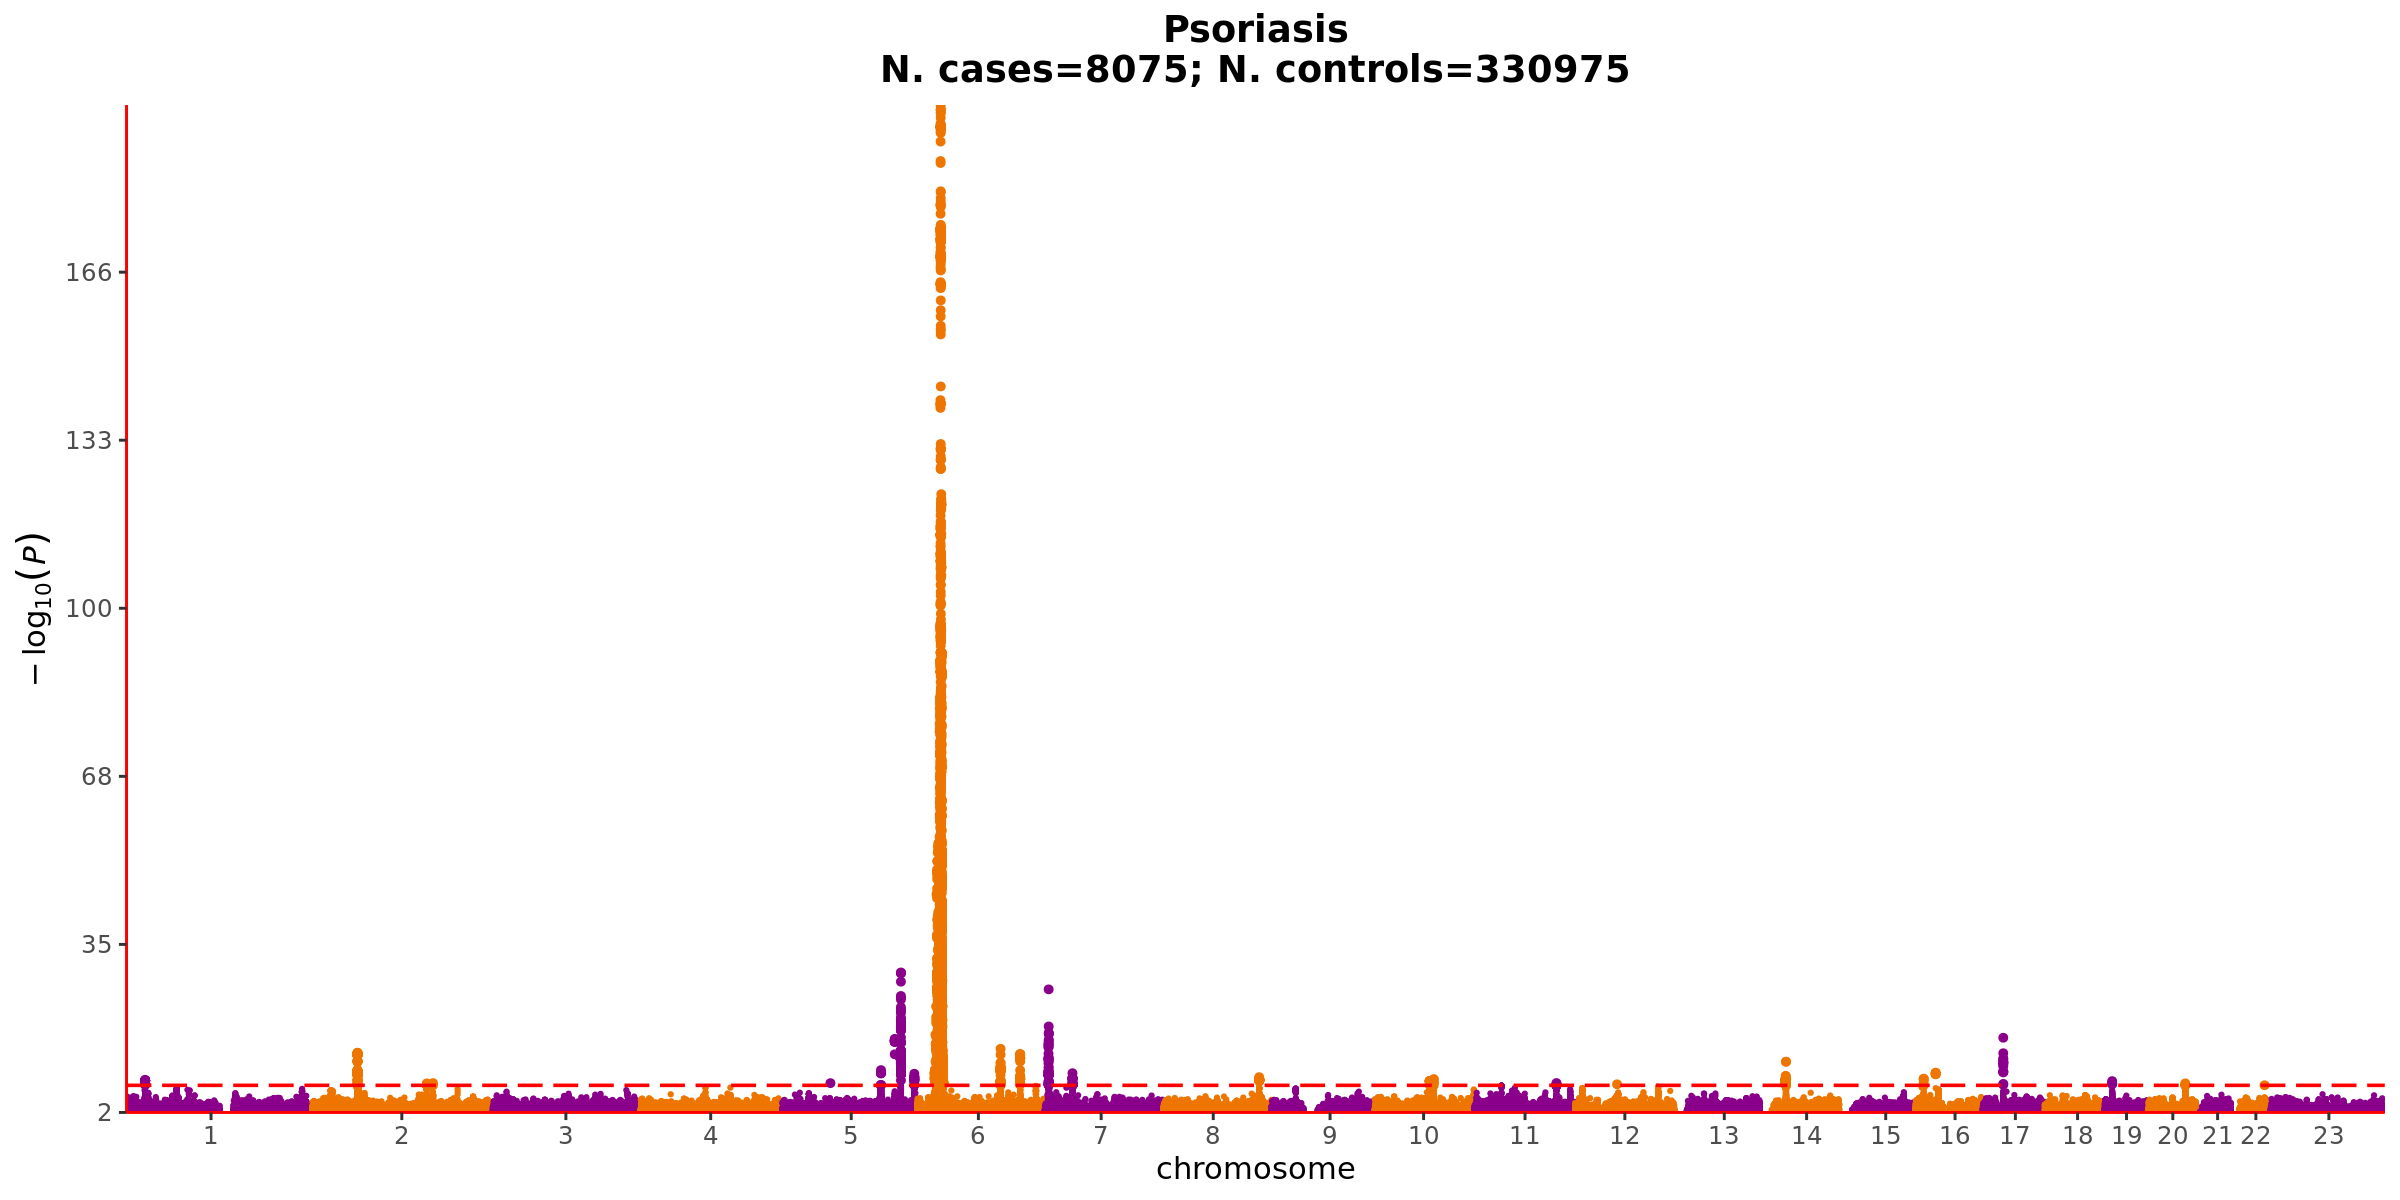 Psoriasis
N. cases=8075; N. controls=330975
166
133
100
68
35
2
− log₁₀(P)
1 2 3 4 5 6 7 8 9 10 11 12 13 14 15 16 17 18 19 20 21 22 23
chromosome